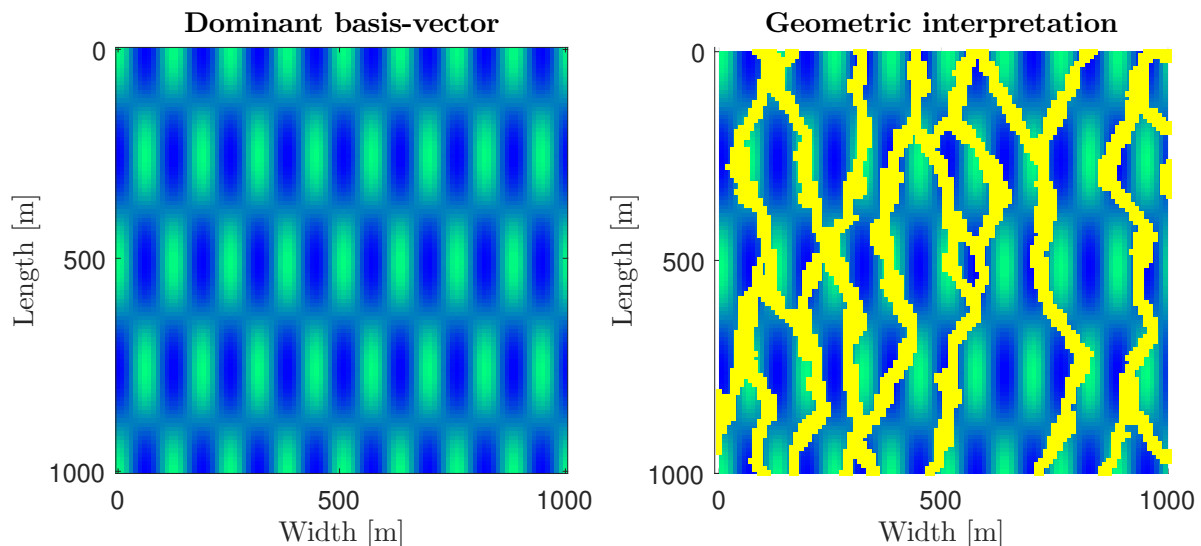 Dominant basis-vector
0
500
1000
Length [m]
0
500
1000
Width [m]
Geometric interpretation
0
500
1000
Length [m]
0
500
1000
Width [m]